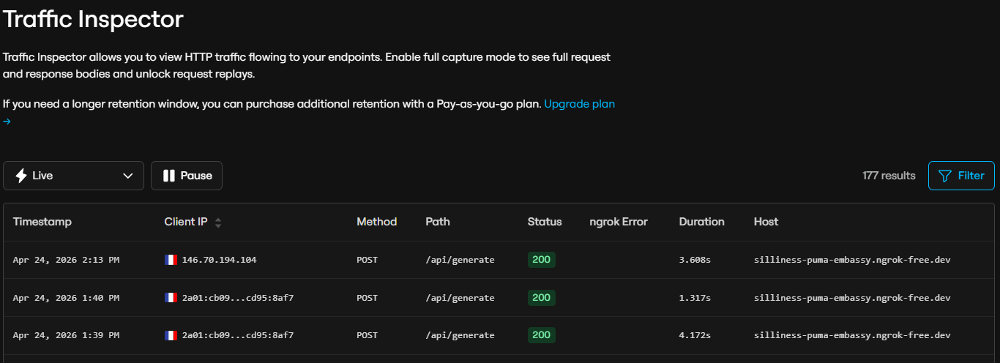 Traffic Inspector
Traffic Inspector allows you to view HTTP traffic flowing to your endpoints. Enable full capture mode to see full request
and response bodies and unlock request replays.
If you need a longer retention window, you can purchase additional retention with a Pay-as-you-go plan. Upgrade plan
→
Live Pause 177 results Filter
Timestamp Client IP Method Path Status ngrok Error Duration Host
Apr 24, 2026 2:13 PM 146.70.194.104 POST /api/generate 200 3.608s silliness-puma-embassy.ngrok-free.dev
Apr 24, 2026 1:40 PM 2a01:cb09...cd95:8af7 POST /api/generate 200 1.317s silliness-puma-embassy.ngrok-free.dev
Apr 24, 2026 1:39 PM 2a01:cb09...cd95:8af7 POST /api/generate 200 4.172s silliness-puma-embassy.ngrok-free.dev